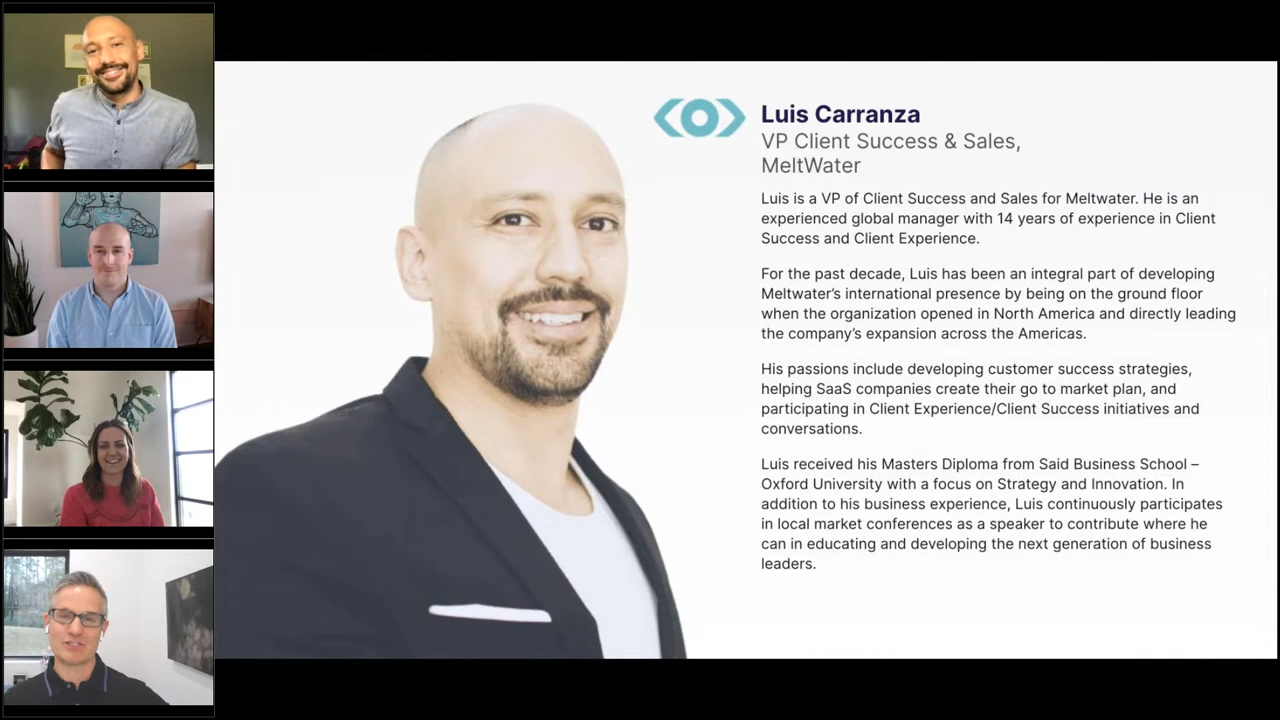 Luis Carranza
VP Client Success & Sales,
MeltWater
Luis is a VP of Client Success and Sales for Meltwater. He is an
experienced global manager with 14 years of experience in Client
Success and Client Experience.
For the past decade, Luis has been an integral part of developing
Meltwater’s international presence by being on the ground floor
when the organization opened in North America and directly leading
the company’s expansion across the Americas.
His passions include developing customer success strategies,
helping SaaS companies create their go to market plan, and
participating in Client Experience/Client Success initiatives and
conversations.
Luis received his Masters Diploma from Said Business School –
Oxford University with a focus on Strategy and Innovation. In
addition to his business experience, Luis continuously participates
in local market conferences as a speaker to contribute where he
can in educating and developing the next generation of business
leaders.